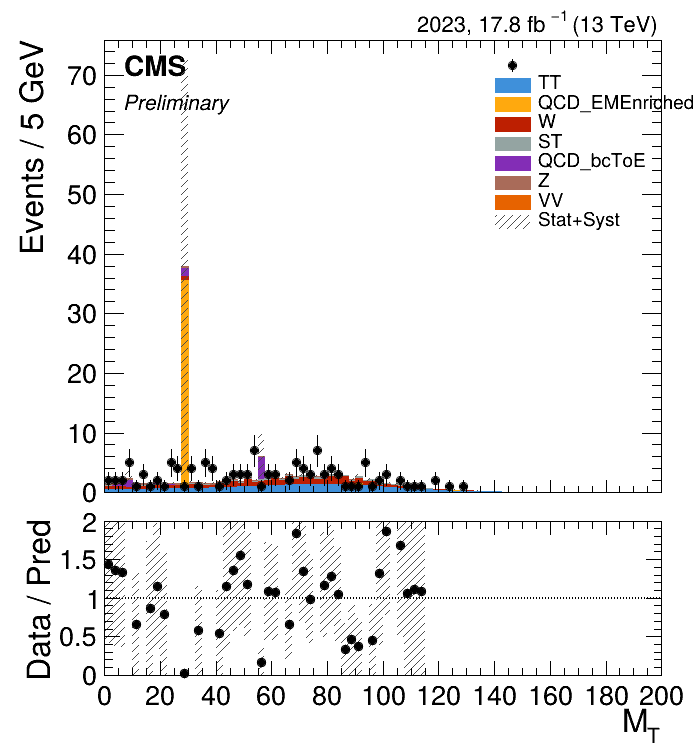 2023, 17.8 fb⁻¹ (13 TeV)
CMS
Preliminary
Events / 5 GeV
70
60
50
40
30
20
10
0
TT
QCD_EMEnriched
W
ST
QCD_bcToE
Z
VV
Stat+Syst
Data / Pred
2
1.5
1
0.5
0
0 20 40 60 80 100 120 140 160 180 200
M_T